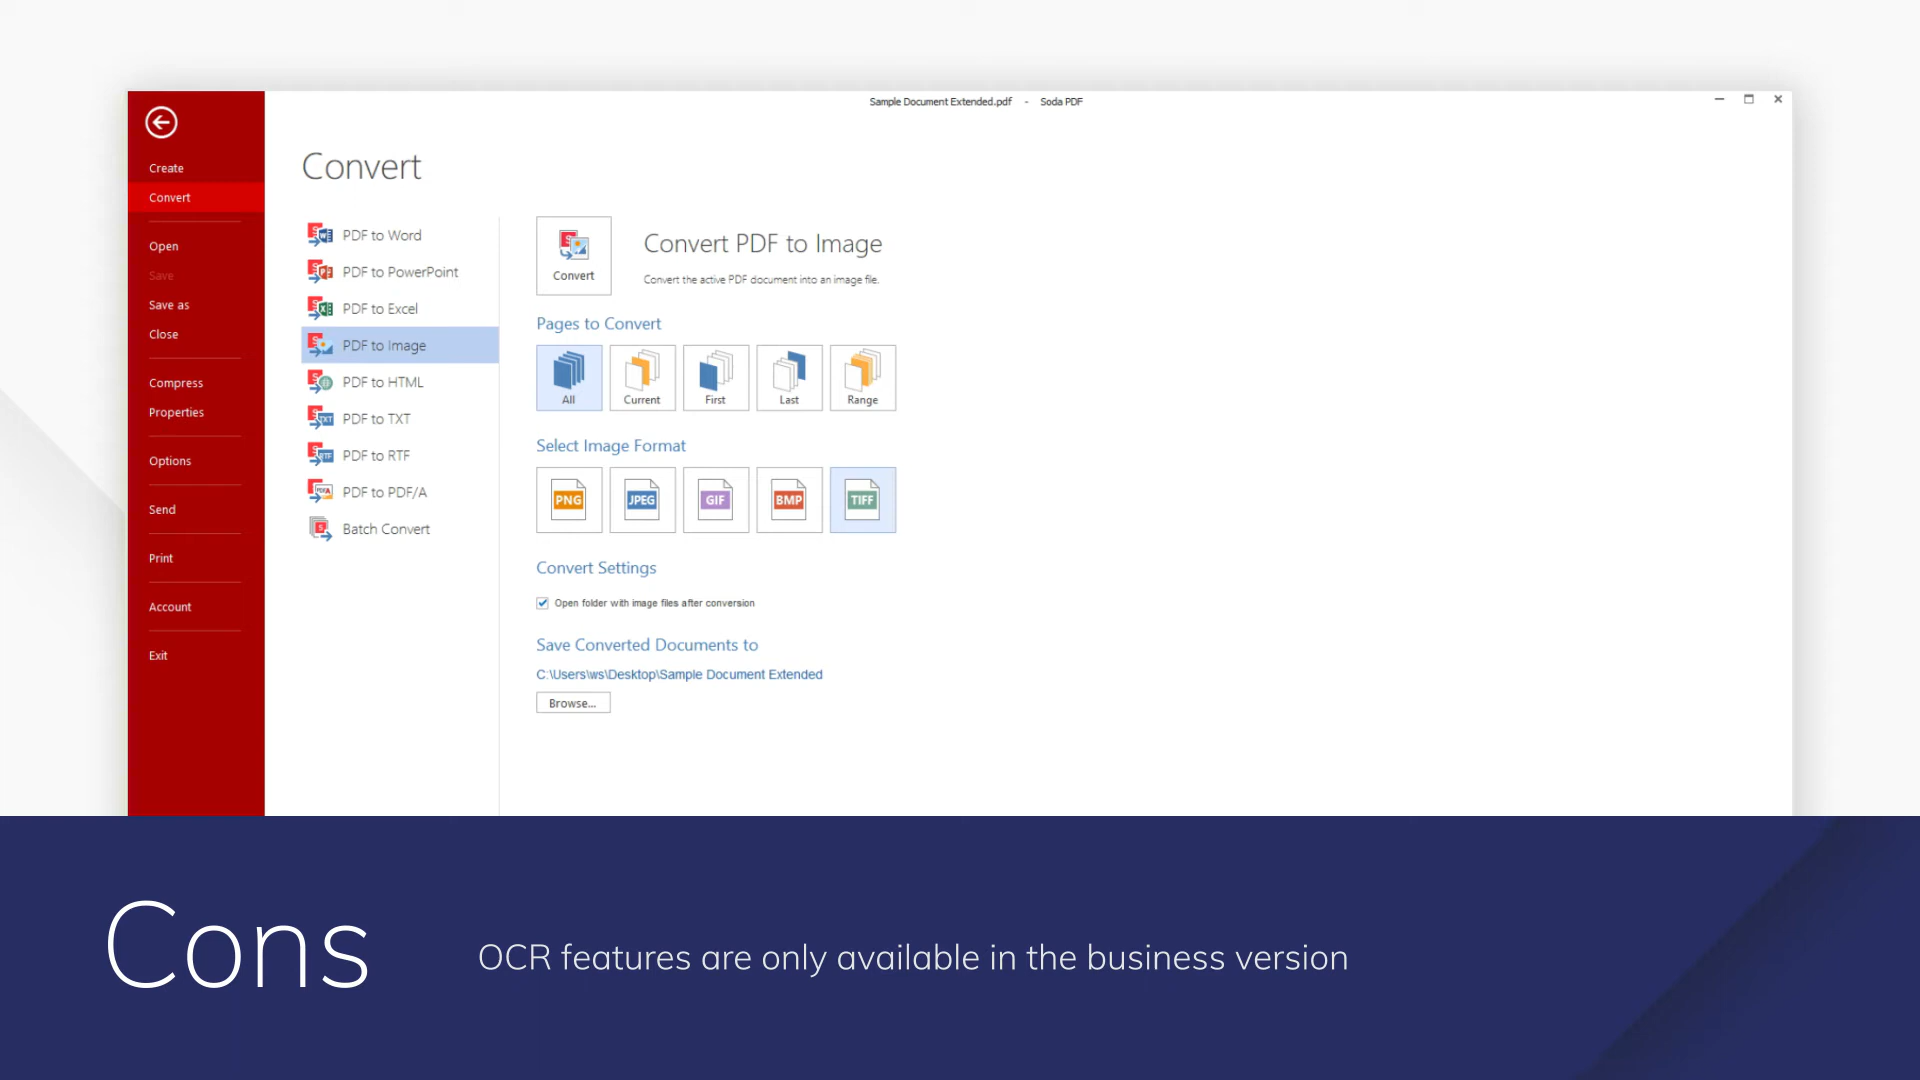 Sample Document Extended.pdf - Soda PDF
Create
Convert
Open
Save
Save as
Close
Compress
Properties
Options
Send
Print
Account
Exit
Convert
PDF to Word
PDF to PowerPoint
PDF to Excel
PDF to Image
PDF to HTML
PDF to TXT
PDF to RTF
PDF to PDF/A
Batch Convert
Convert
Convert PDF to Image
Convert the active PDF document into an image file.
Pages to Convert
All Current First Last Range
Select Image Format
PNG JPEG GIF BMP TIFF
Convert Settings
Open folder with image files after conversion
Save Converted Documents to
C:\Users\ws\Desktop\Sample Document Extended
Browse...
Cons
OCR features are only available in the business version